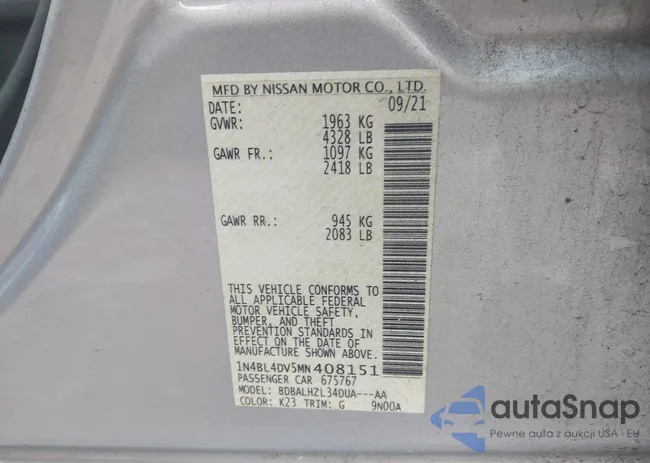 MFD BY NISSAN MOTOR CO., LTD.
DATE: 09/21
GVWR: 1963 KG
4328 LB
GAWR FR.: 1097 KG
2418 LB
GAWR RR.: 945 KG
2083 LB
THIS VEHICLE CONFORMS TO
ALL APPLICABLE FEDERAL
MOTOR VEHICLE SAFETY,
BUMPER, AND THEFT
PREVENTION STANDARDS IN
EFFECT ON THE DATE OF
MANUFACTURE SHOWN ABOVE.
1N4BL4DV5MN408151
PASSENGER CAR 675767
MODEL: BDBALHZL34DUA---AA
COLOR: K23 TRIM: G 9N00A
autoSnap
Pewne auta z aukcji USA